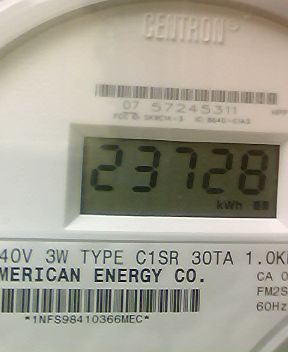 CENTRON
07 57245311
23728
kWh
40V 3W TYPE C1SR 30TA 1.0K
MERICAN ENERGY CO.
CA 0
FM2S
60Hz
*1NFS98410366MEC*